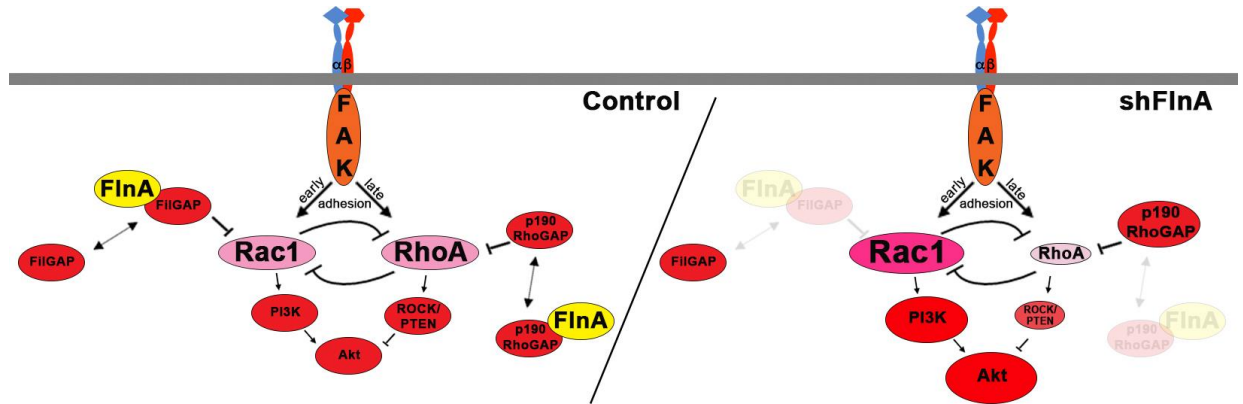 αβ
Control
F
A
K
early
late
adhesion
FlnA
FilGAP
FilGAP
Rac1
RhoA
p190
RhoGAP
PI3K
ROCK/
PTEN
Akt
p190
RhoGAP
FlnA
αβ
shFlnA
F
A
K
early
late
adhesion
FlnA
FilGAP
FilGAP
Rac1
RhoA
p190
RhoGAP
PI3K
ROCK/
PTEN
Akt
p190
RhoGAP
FlnA